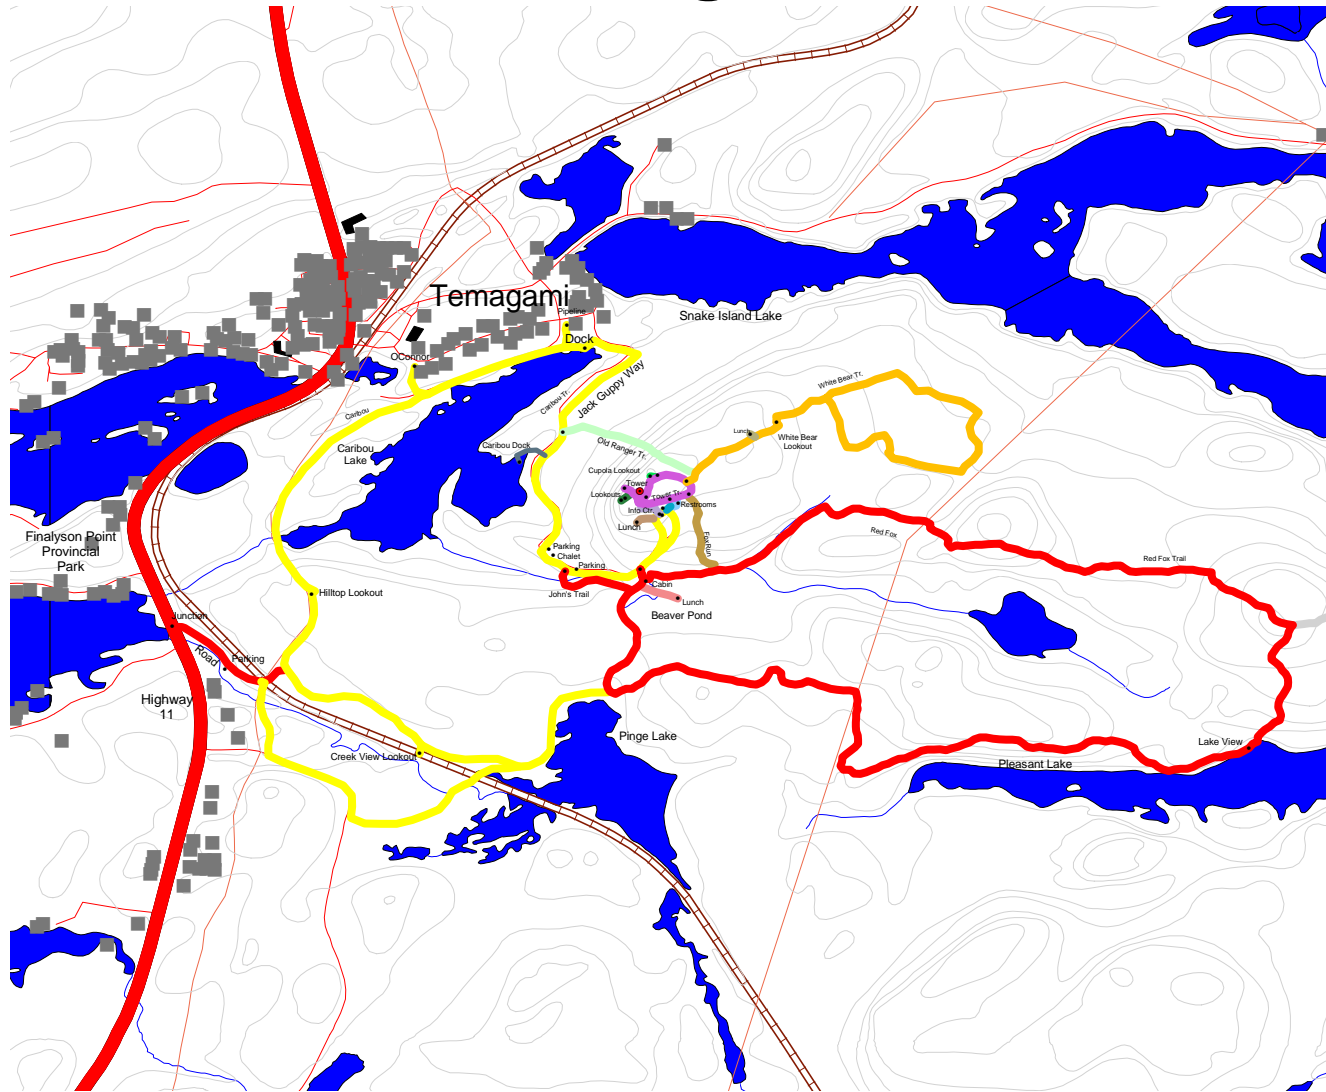 Temagami
Pipeline
Snake Island Lake
Dock
OConnor
Jack Guppy Way
White Bear Tr.
Caribou Tr.
Caribou
Lunch
White Bear
Lookout
Old Ranger Tr.
Caribou Dock
Caribou
Lake
Cupola Lookout
Tower
Lookouts
Tower Tr.
Restrooms
Info Ctr.
Lunch
Finalyson Point
Provincial
Park
Fox Run
Red Fox
Parking
Chalet
Parking
Red Fox Trail
Cabin
Hilltop Lookout
John's Trail
Lunch
Beaver Pond
Junction
Road
Parking
Highway
11
Pinge Lake
Lake View
Creek View Lookout
Pleasant Lake